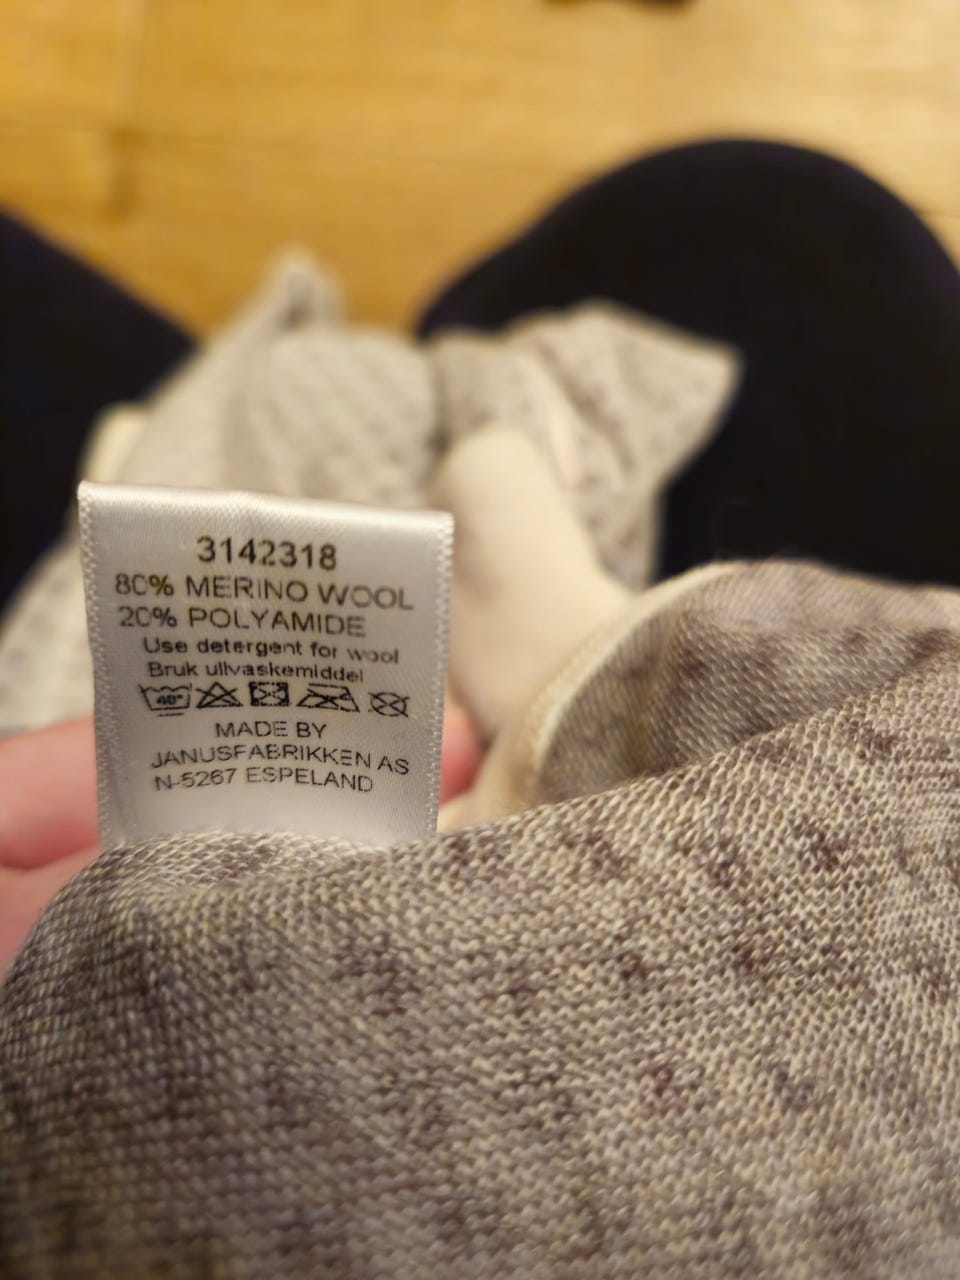 3142318
80% MERINO WOOL
20% POLYAMIDE
Use detergent for wool
Bruk ullvaskemiddel
40°
MADE BY
JANUSFABRIKKEN AS
N-5267 ESPELAND